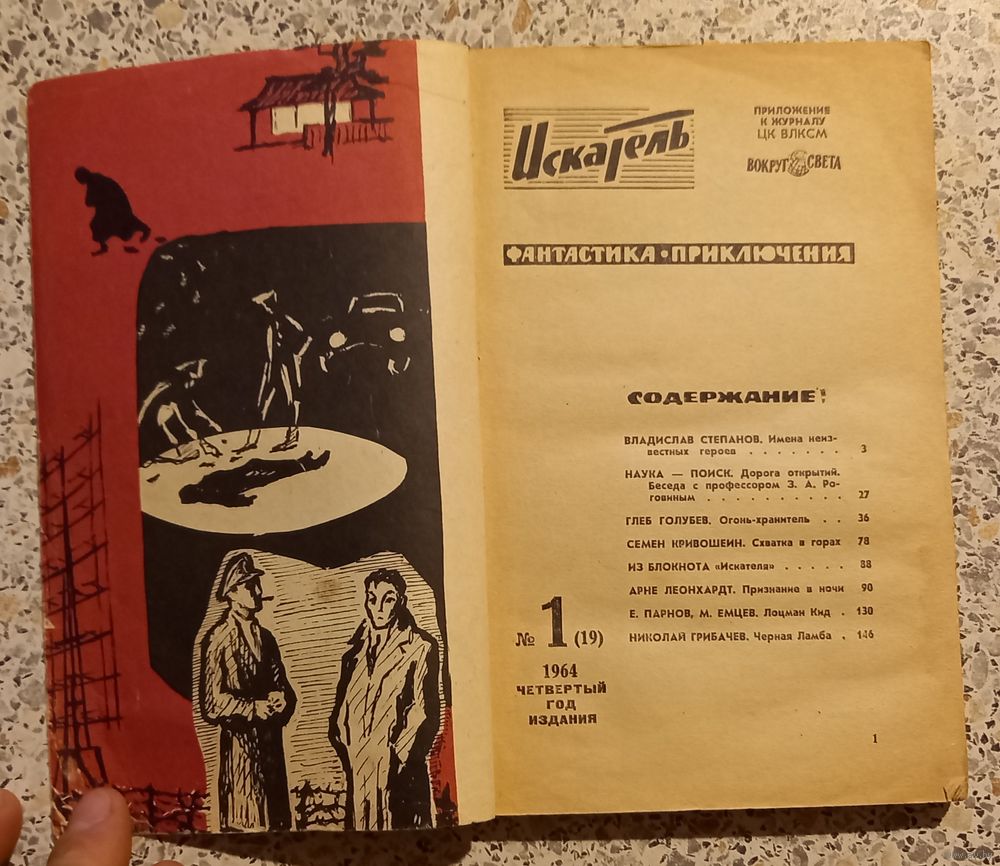 Искатель
ПРИЛОЖЕНИЕ
К ЖУРНАЛУ
ЦК ВЛКСМ
ВОКРУГ СВЕТА
ФАНТАСТИКА • ПРИКЛЮЧЕНИЯ
СОДЕРЖАНИЕ:
ВЛАДИСЛАВ СТЕПАНОВ. Имена неиз-
вестных героев . . . . . . . 3
НАУКА — ПОИСК. Дорога открытий.
Беседа с профессором З. А. Ро-
говиным . . . . . . . . . . 27
ГЛЕБ ГОЛУБЕВ. Огонь-хранитель . . 36
СЕМЕН КРИВОШЕИН. Схватка в горах 78
ИЗ БЛОКНОТА «Искателя» . . . . . 88
АРНЕ ЛЕОНХАРДТ. Признание в ночи 90
Е. ПАРНОВ, М. ЕМЦЕВ. Лоцман Кид . 130
НИКОЛАЙ ГРИБАЧЕВ. Черная Ламба . 146
№ 1 (19)
1964
ЧЕТВЕРТЫЙ
ГОД
ИЗДАНИЯ
1